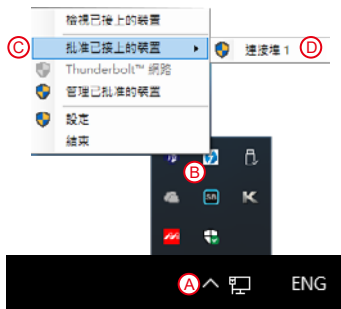 檢視已接上的裝置
C 批准已接上的裝置 連接埠 1 D
Thunderbolt™ 網路
管理已批准的裝置
設定
結束
B
SB
K
A ENG